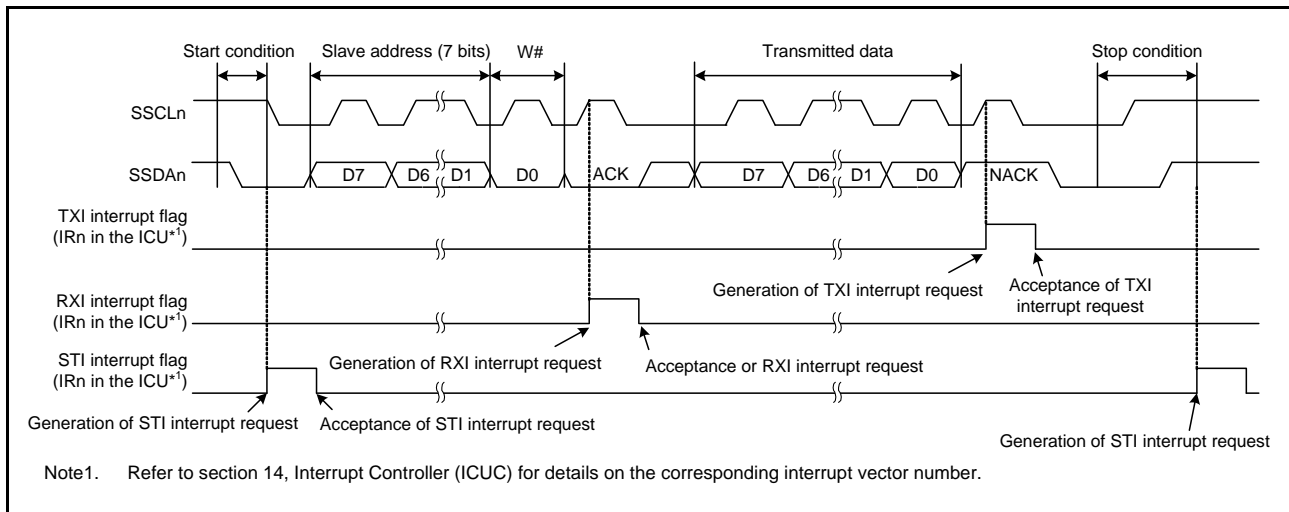 Start condition
Slave address (7 bits)
W#
Transmitted data
Stop condition
SSCLn
SSDAn
D7
D6
D1
D0
ACK
D7
D6
D1
D0
NACK
TXI interrupt flag
(IRn in the ICU*1)
Generation of TXI interrupt request
Acceptance of TXI
interrupt request
RXI interrupt flag
(IRn in the ICU*1)
Generation of RXI interrupt request
Acceptance or RXI interrupt request
STI interrupt flag
(IRn in the ICU*1)
Generation of STI interrupt request
Acceptance of STI interrupt request
Generation of STI interrupt request
Note1. Refer to section 14, Interrupt Controller (ICUC) for details on the corresponding interrupt vector number.